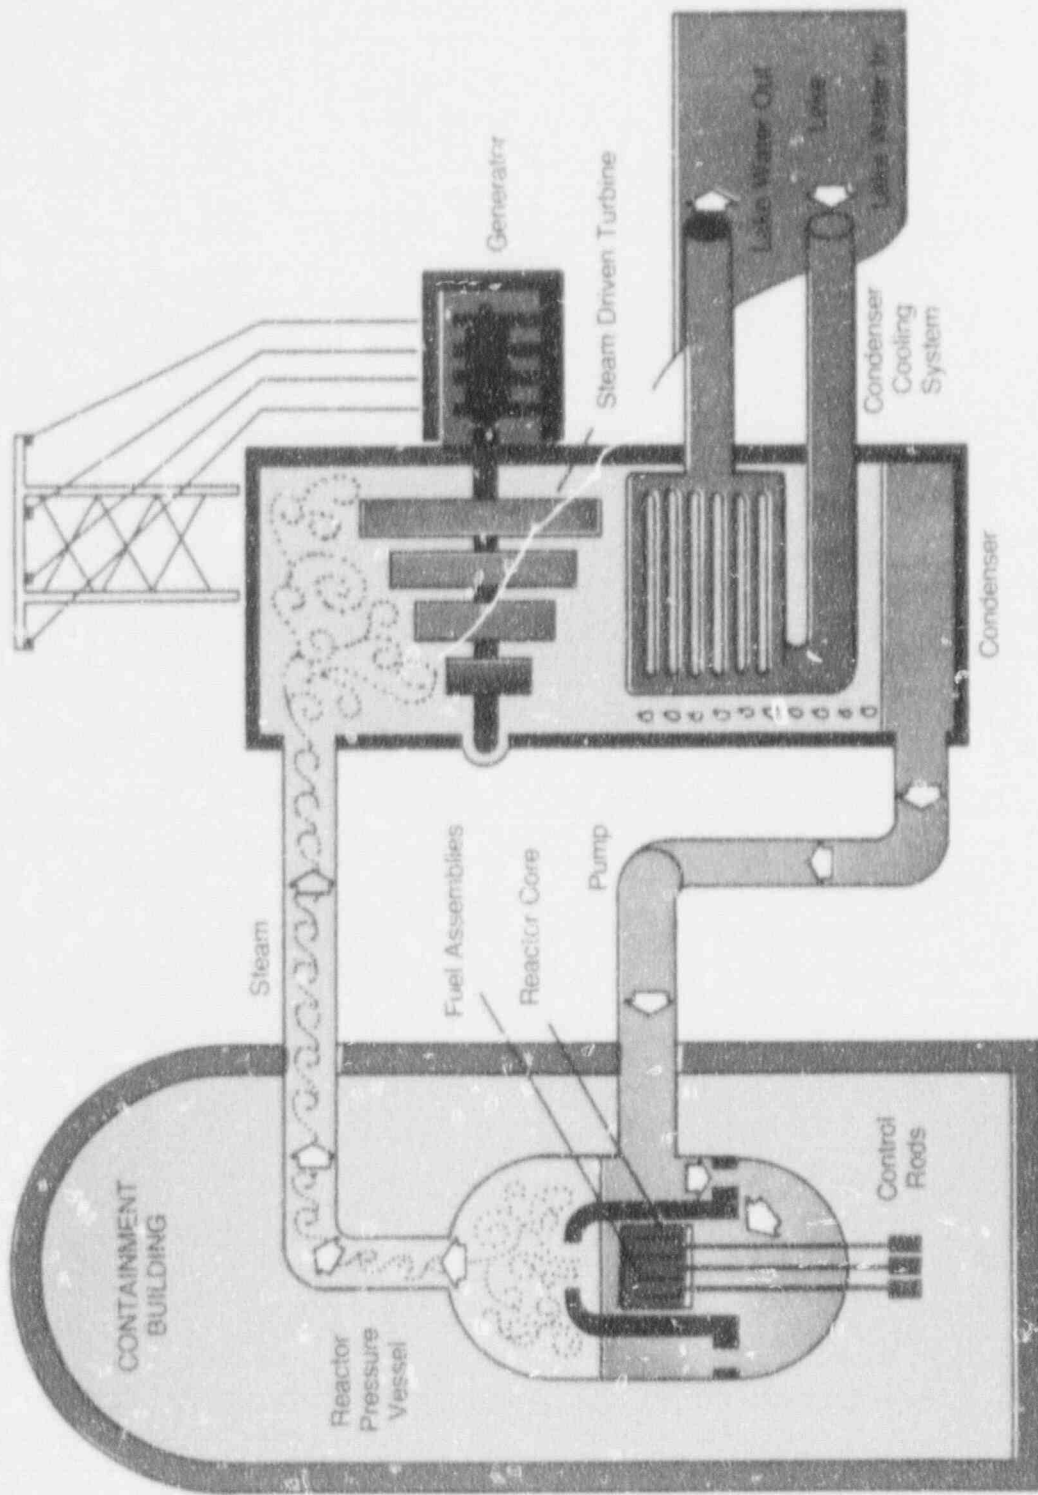 CONTAINMENT
BUILDING
Steam
Reactor
Pressure
Vessel
Fuel Assemblies
Reactor Core
Pump
Control
Rods
Generator
Steam Driven Turbine
Lake Water Out
Lake
Lake Water In
Condenser
Cooling
System
Condenser